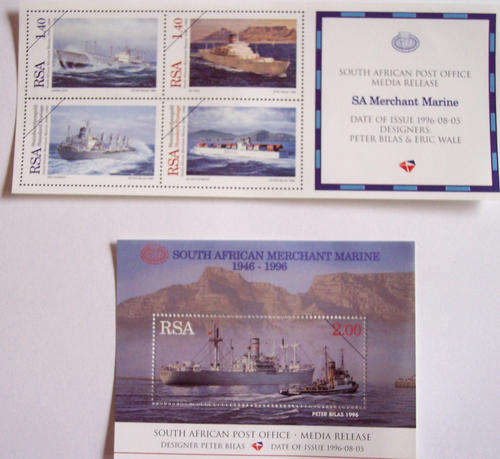 RSA 1.40
RSA 1.40
RSA
RSA
SOUTH AFRICAN POST OFFICE
MEDIA RELEASE
SA Merchant Marine
DATE OF ISSUE 1996-08-05
DESIGNERS:
PETER BILAS & ERIC WALE
SOUTH AFRICAN MERCHANT MARINE
1946 - 1996
RSA 2.00
PETER BILAS 1996
SOUTH AFRICAN POST OFFICE · MEDIA RELEASE
DESIGNER PETER BILAS DATE OF ISSUE 1996-08-05